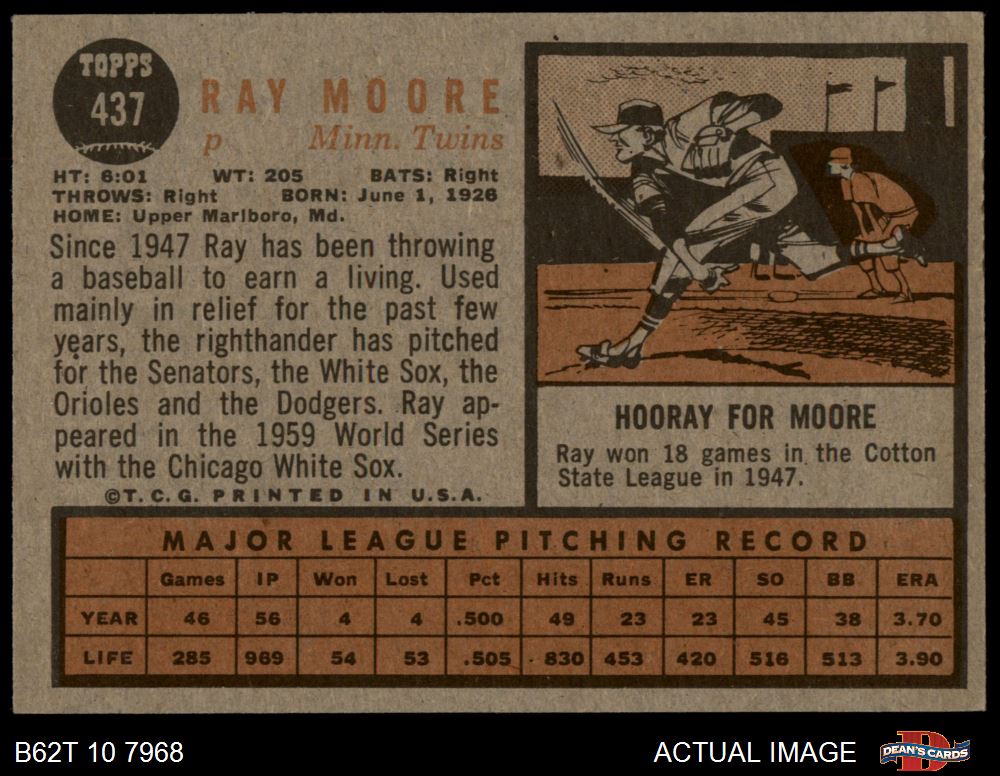 TOPPS
437
RAY MOORE
p Minn. Twins
HT: 6:01 WT: 205 BATS: Right
THROWS: Right BORN: June 1, 1926
HOME: Upper Marlboro, Md.
Since 1947 Ray has been throwing
a baseball to earn a living. Used
mainly in relief for the past few
years, the righthander has pitched
for the Senators, the White Sox, the
Orioles and the Dodgers. Ray ap-
peared in the 1959 World Series
with the Chicago White Sox.
©T.C.G. PRINTED IN U.S.A.
HOORAY FOR MOORE
Ray won 18 games in the Cotton
State League in 1947.
MAJOR LEAGUE PITCHING RECORD
Games IP Won Lost Pct Hits Runs ER SO BB ERA
YEAR 46 56 4 4 .500 49 23 23 45 38 3.70
LIFE 285 969 54 53 .505 830 453 420 516 513 3.90
B62T 10 7968 ACTUAL IMAGE
D
DEAN'S CARDS